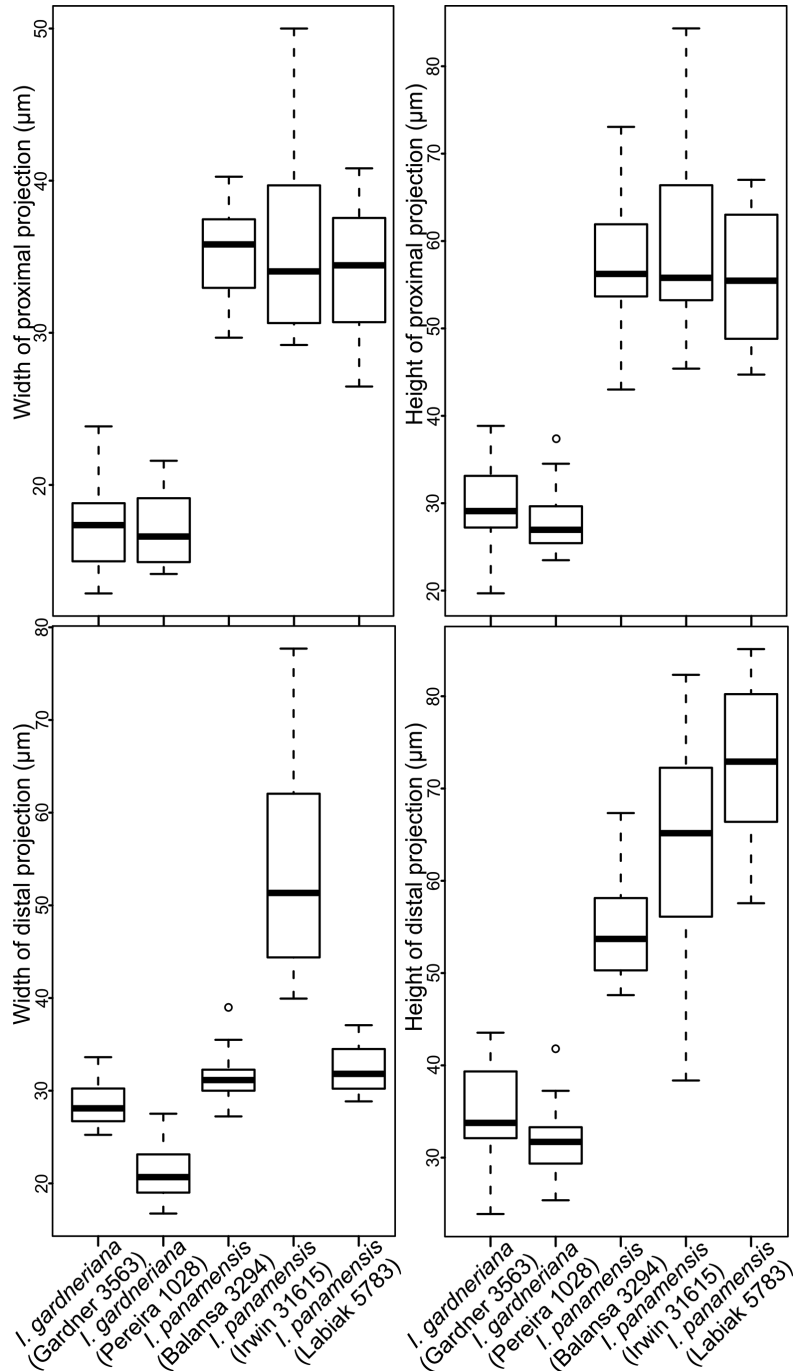 Width of proximal projection (µm)
20
30
40
50
Height of proximal projection (µm)
20
30
40
50
60
70
80
Width of distal projection (µm)
20
30
40
50
60
70
80
Height of distal projection (µm)
30
40
50
60
70
80
I. gardneriana
(Gardner 3563)
I. gardneriana
(Pereira 1028)
I. panamensis
(Balansa 3294)
I. panamensis
(Irwin 31615)
I. panamensis
(Labiak 5783)
I. gardneriana
(Gardner 3563)
I. gardneriana
(Pereira 1028)
I. panamensis
(Balansa 3294)
I. panamensis
(Irwin 31615)
I. panamensis
(Labiak 5783)